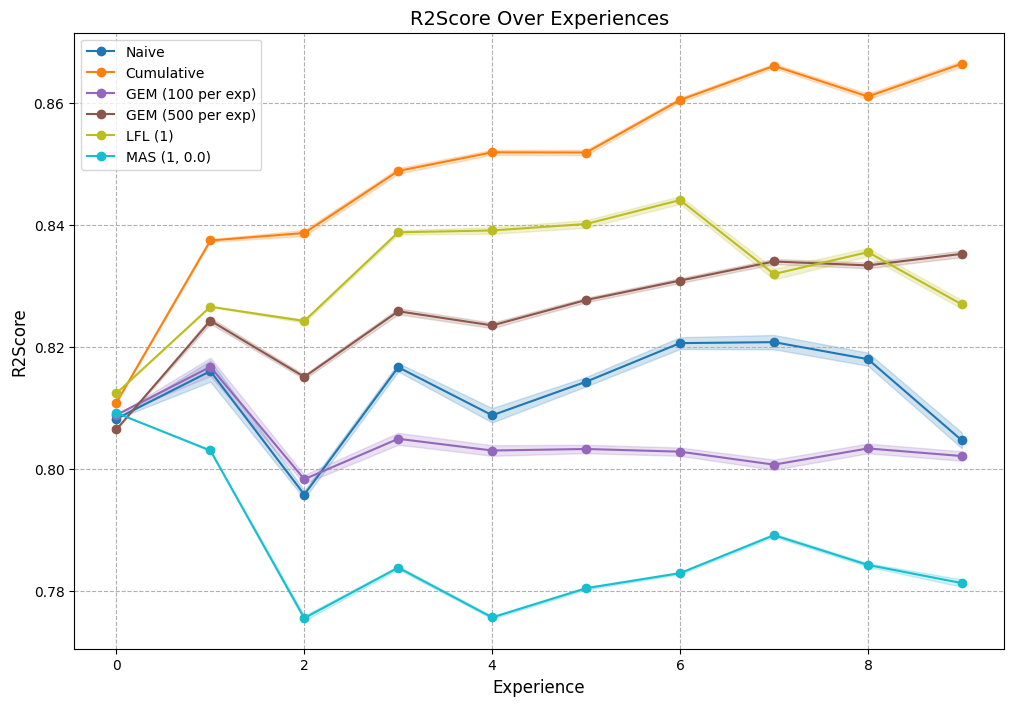 R2Score Over Experiences
Naive
Cumulative
GEM (100 per exp)
GEM (500 per exp)
LFL (1)
MAS (1, 0.0)
R2Score
0.86
0.84
0.82
0.80
0.78
0
2
4
6
8
Experience